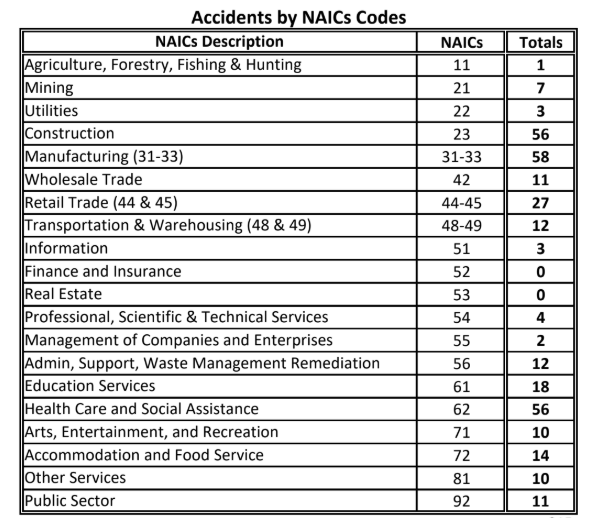 Accidents by NAICs Codes
NAICs Description NAICs Totals
Agriculture, Forestry, Fishing & Hunting 11 1
Mining 21 7
Utilities 22 3
Construction 23 56
Manufacturing (31-33) 31-33 58
Wholesale Trade 42 11
Retail Trade (44 & 45) 44-45 27
Transportation & Warehousing (48 & 49) 48-49 12
Information 51 3
Finance and Insurance 52 0
Real Estate 53 0
Professional, Scientific & Technical Services 54 4
Management of Companies and Enterprises 55 2
Admin, Support, Waste Management Remediation 56 12
Education Services 61 18
Health Care and Social Assistance 62 56
Arts, Entertainment, and Recreation 71 10
Accommodation and Food Service 72 14
Other Services 81 10
Public Sector 92 11